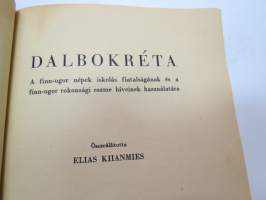 DALBOKRÉTA
A finn-ugor népek iskolás fiatalságának és a
finn-ugor rokonsági eszme híveinek használatára
Összeállította
ELIAS KIIANMIES